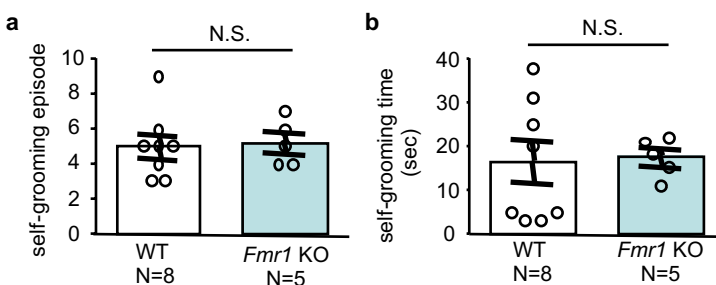 a
N.S.
self-grooming episode
10
8
6
4
2
0
WT
N=8
Fmr1 KO
N=5
b
N.S.
self-grooming time
(sec)
40
30
20
10
0
WT
N=8
Fmr1 KO
N=5